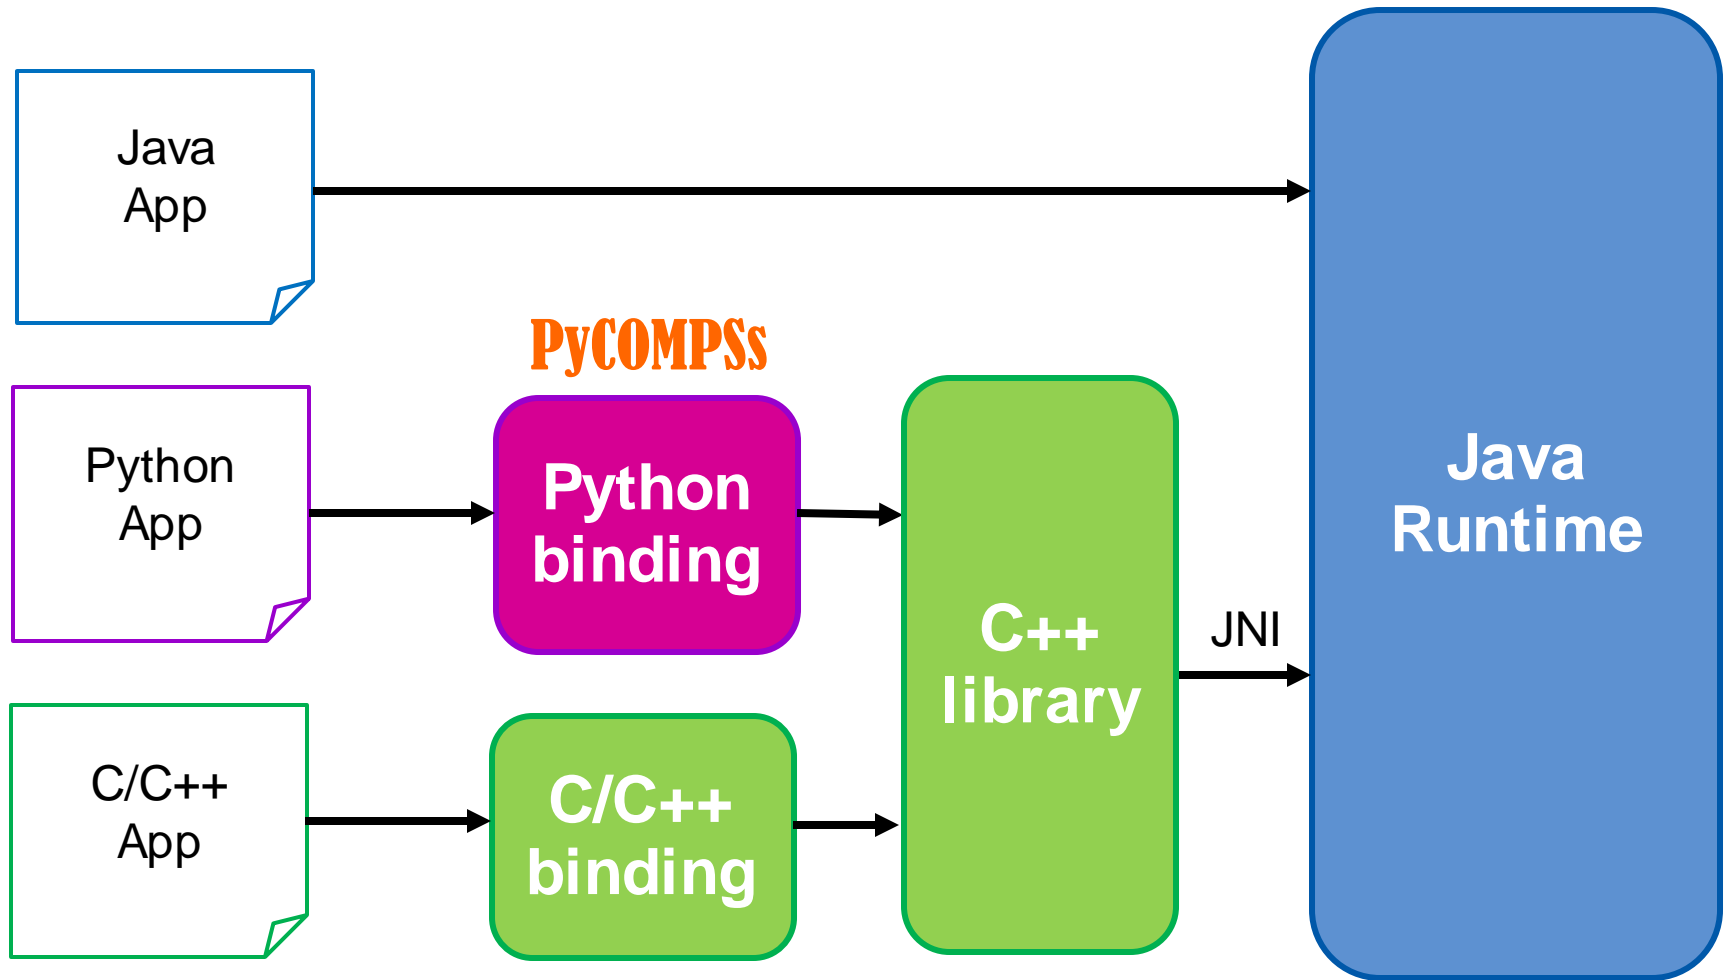 Java
App
PyCOMPSs
Python
App
Python
binding
C/C++
App
C/C++
binding
C++
library
JNI
Java
Runtime